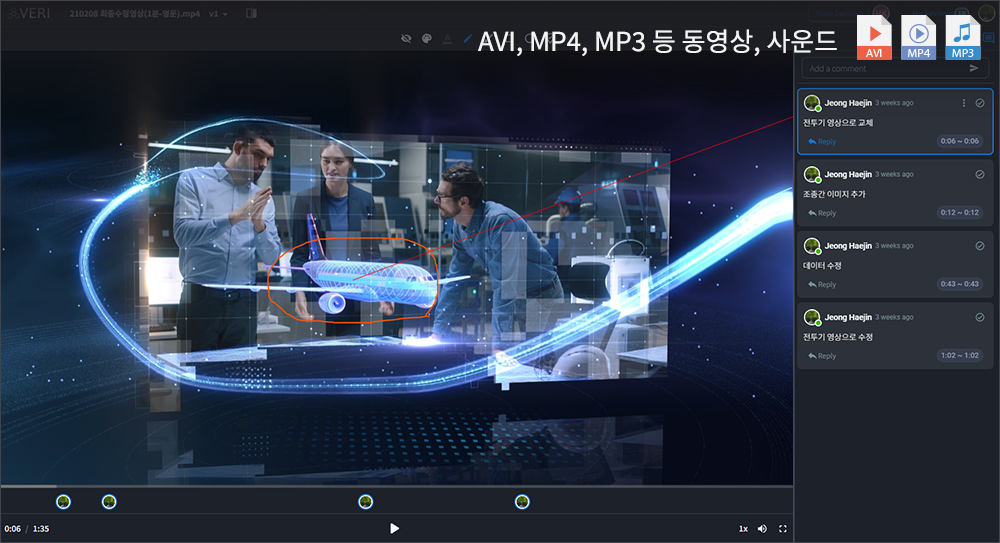 VERI
210208 최종수정영상(1분-영문).mp4 v1
AVI, MP4, MP3 등 동영상, 사운드
AVI
MP4
MP3
Add a comment
Jeong Haejin 3 weeks ago
전투기 영상으로 교체
Reply 0:06 ~ 0:06
Jeong Haejin 3 weeks ago
조종간 이미지 추가
Reply 0:12 ~ 0:12
Jeong Haejin 3 weeks ago
데이터 수정
Reply 0:43 ~ 0:43
Jeong Haejin 3 weeks ago
전투기 영상으로 수정
Reply 1:02 ~ 1:02
0:06 / 1:35
1x